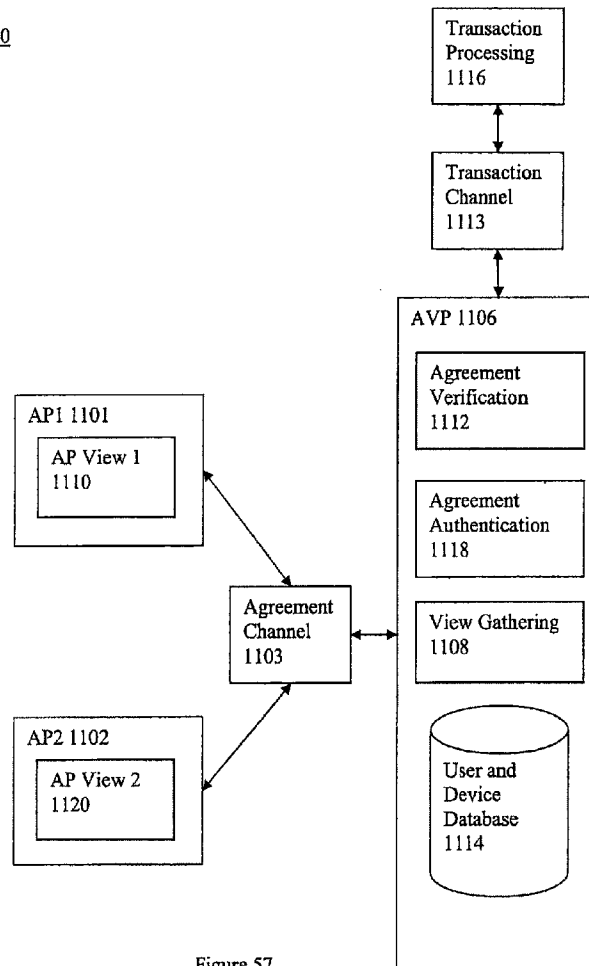 0
Transaction
Processing
1116
Transaction
Channel
1113
AVP 1106
Agreement
Verification
1112
AP1 1101
AP View 1
1110
Agreement
Authentication
1118
Agreement
Channel
1103
View Gathering
1108
AP2 1102
AP View 2
1120
User and
Device
Database
1114
Figure 57